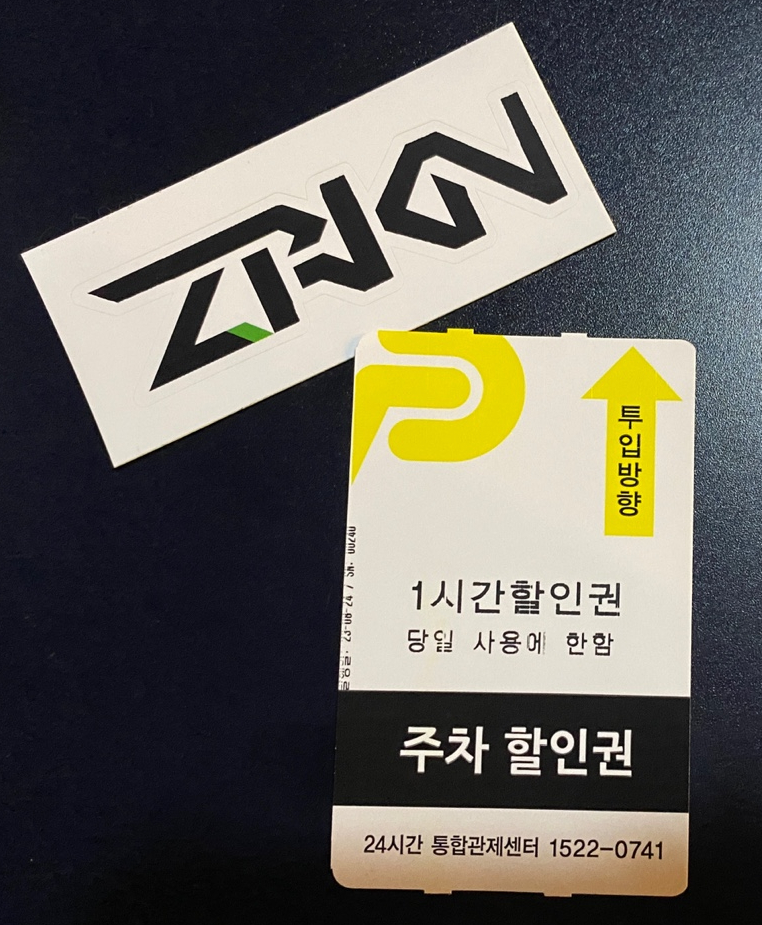 투입방향
1시간할인권
당일 사용에 한함
주차 할인권
24시간 통합관제센터 1522-0741